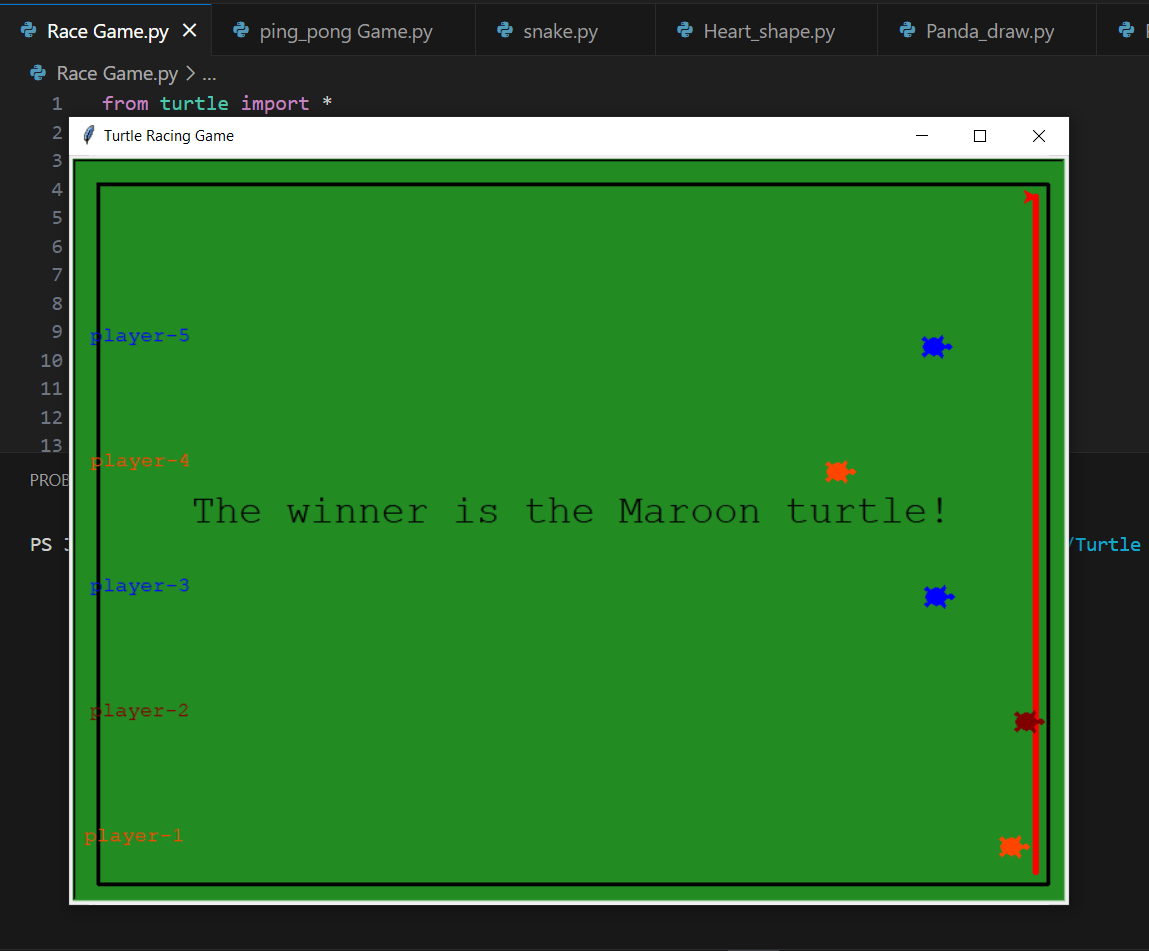 Race Game.py ping_pong Game.py snake.py Heart_shape.py Panda_draw.py
Race Game.py > ...
1 from turtle import *
2 Turtle Racing Game
3
4
5
6
7
8
9
player-5
10
11
12
13
player-4
PROB
The winner is the Maroon turtle!
PS /Turtle
player-3
player-2
player-1